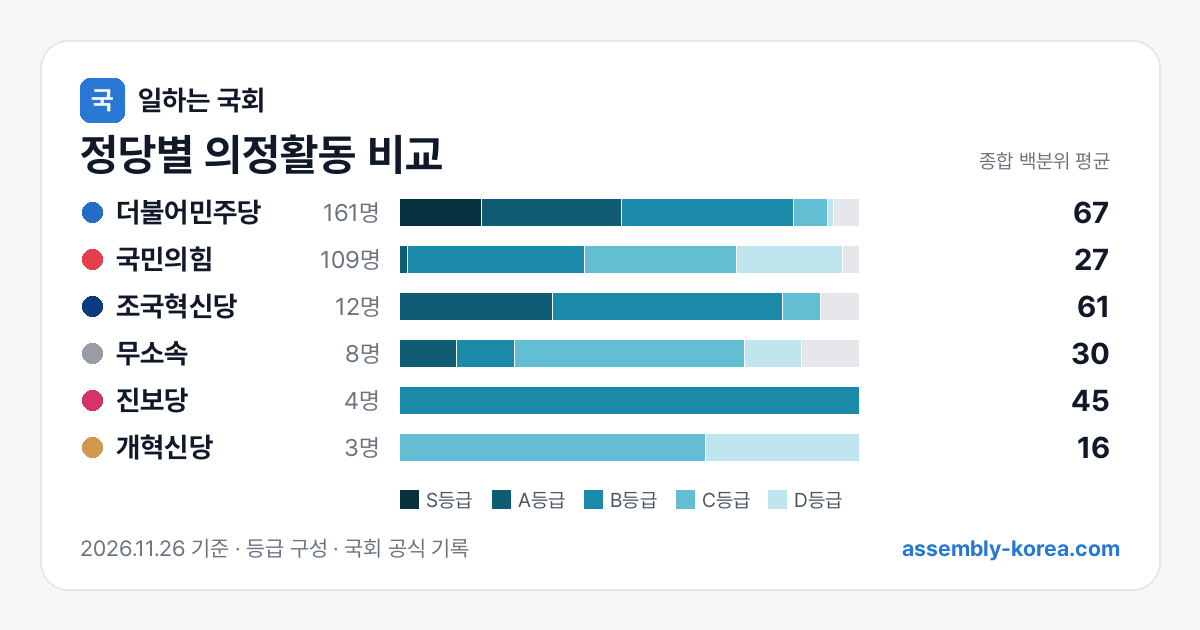 국 일하는 국회
정당별 의정활동 비교
종합 백분위 평균
더불어민주당 161명 67
국민의힘 109명 27
조국혁신당 12명 61
무소속 8명 30
진보당 4명 45
개혁신당 3명 16
S등급 A등급 B등급 C등급 D등급
2026.11.26 기준 · 등급 구성 · 국회 공식 기록
assembly-korea.com